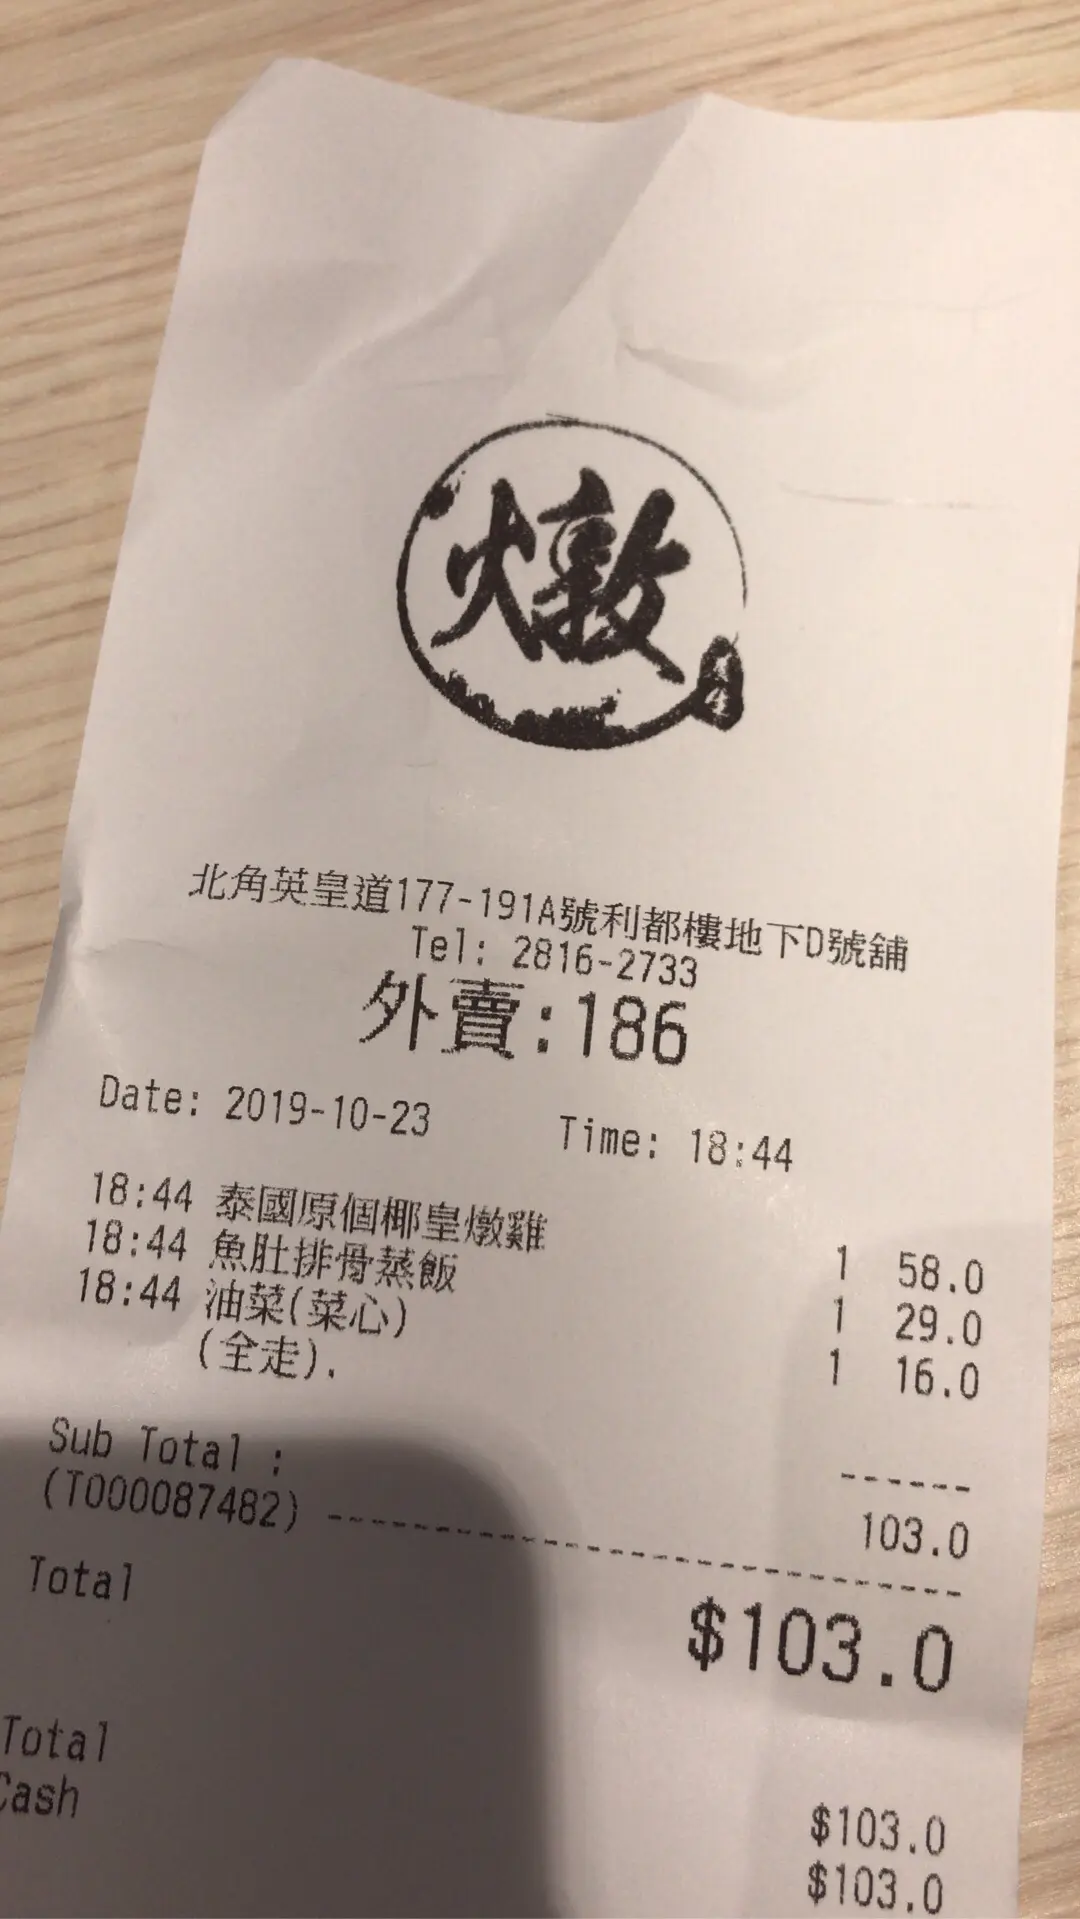 燉
北角英皇道177-191A號利都樓地下D號舖
Tel: 2816-2733
外賣:186
Date: 2019-10-23 Time: 18:44
18:44 泰國原個椰皇燉雞 1 58.0
18:44 魚肚排骨蒸飯 1 29.0
18:44 油菜(菜心) 1 16.0
(全走).
------
Sub Total : 103.0
(T000087482) ------------------------------
Total $103.0
Total $103.0
Cash $103.0